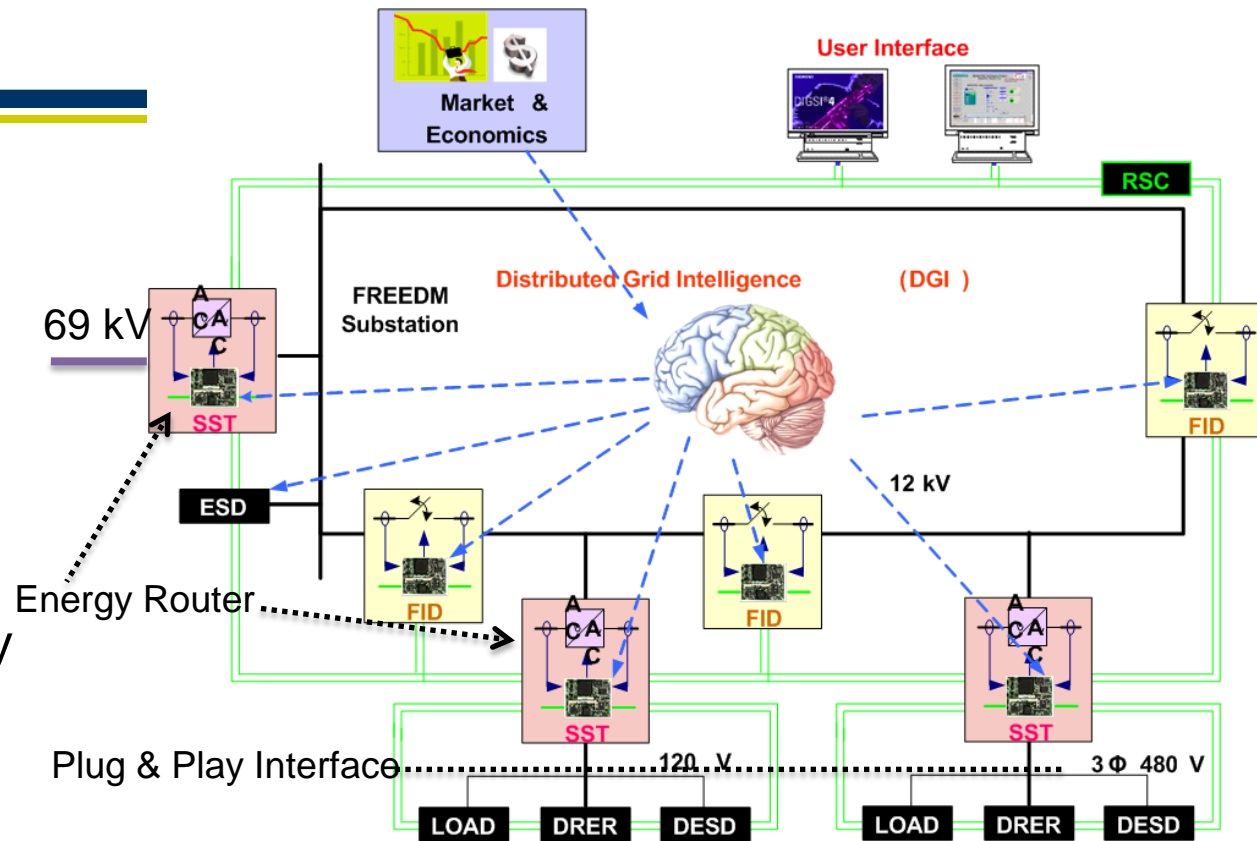 Market &
Economics
User Interface
DIGSI®4
RSC
Distributed Grid Intelligence (DGI )
FREEDM
Substation
69 kV
A
C A
C
SST
FID
12 kV
ESD
FID
FID
Energy Router
V
A
C A
C
SST
A
C A
C
SST
Plug & Play Interface
120 V
3 Φ 480 V
LOAD DRER DESD
LOAD DRER DESD